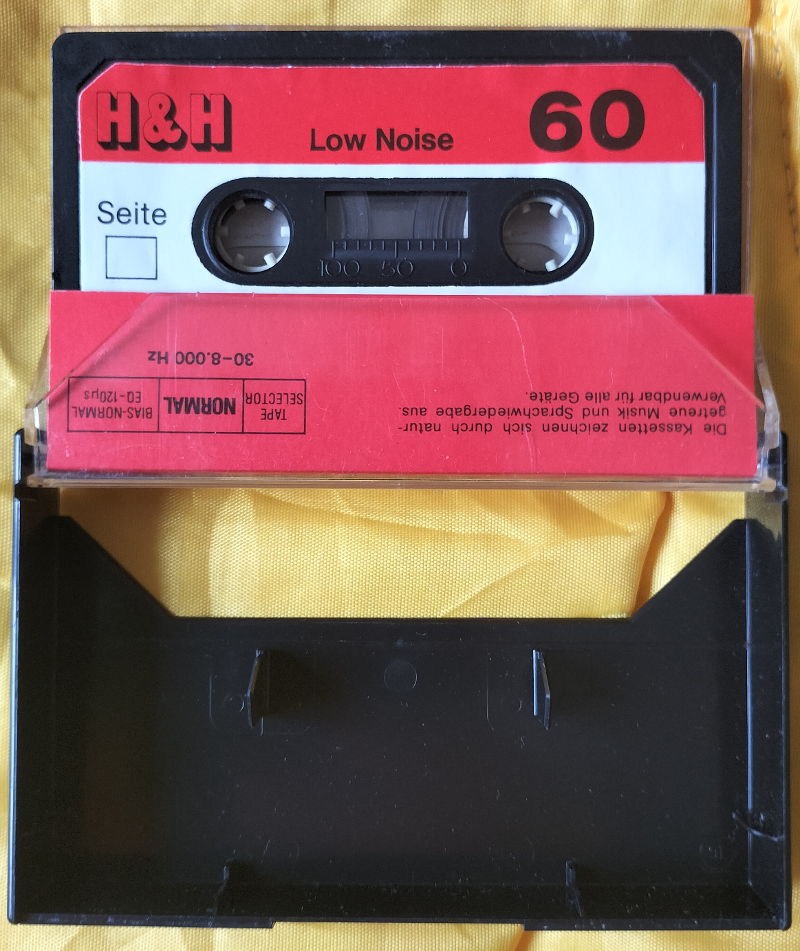 H&H
Low Noise
60
Seite
100 50 0
Die Kassetten zeichnen sich durch natur-
getreue Musik und Sprachwiedergabe aus.
Verwendbar für alle Geräte.
TAPE
SELECTOR
NORMAL
BIAS-NORMAL
EQ-120µs
30-8.000 Hz